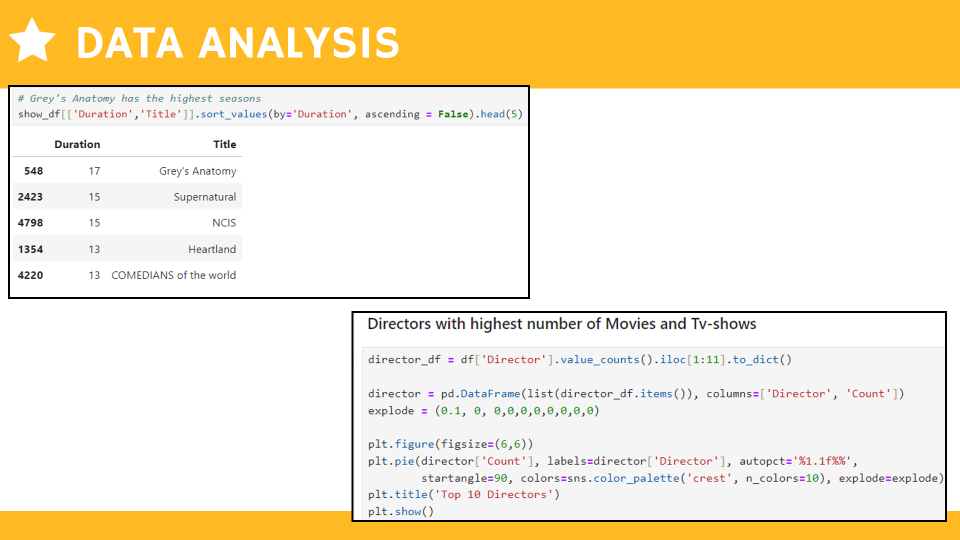 DATA ANALYSIS
# Grey's Anatomy has the highest seasons
show_df[['Duration','Title']].sort_values(by='Duration', ascending = False).head(5)
Duration Title
548 17 Grey's Anatomy
2423 15 Supernatural
4798 15 NCIS
1354 13 Heartland
4220 13 COMEDIANS of the world
Directors with highest number of Movies and Tv-shows
director_df = df['Director'].value_counts().iloc[1:11].to_dict()
director = pd.DataFrame(list(director_df.items()), columns=['Director', 'Count'])
explode = (0.1, 0, 0,0,0,0,0,0,0,0)
plt.figure(figsize=(6,6))
plt.pie(director['Count'], labels=director['Director'], autopct='%1.1f%%',
startangle=90, colors=sns.color_palette('crest', n_colors=10), explode=explode)
plt.title('Top 10 Directors')
plt.show()